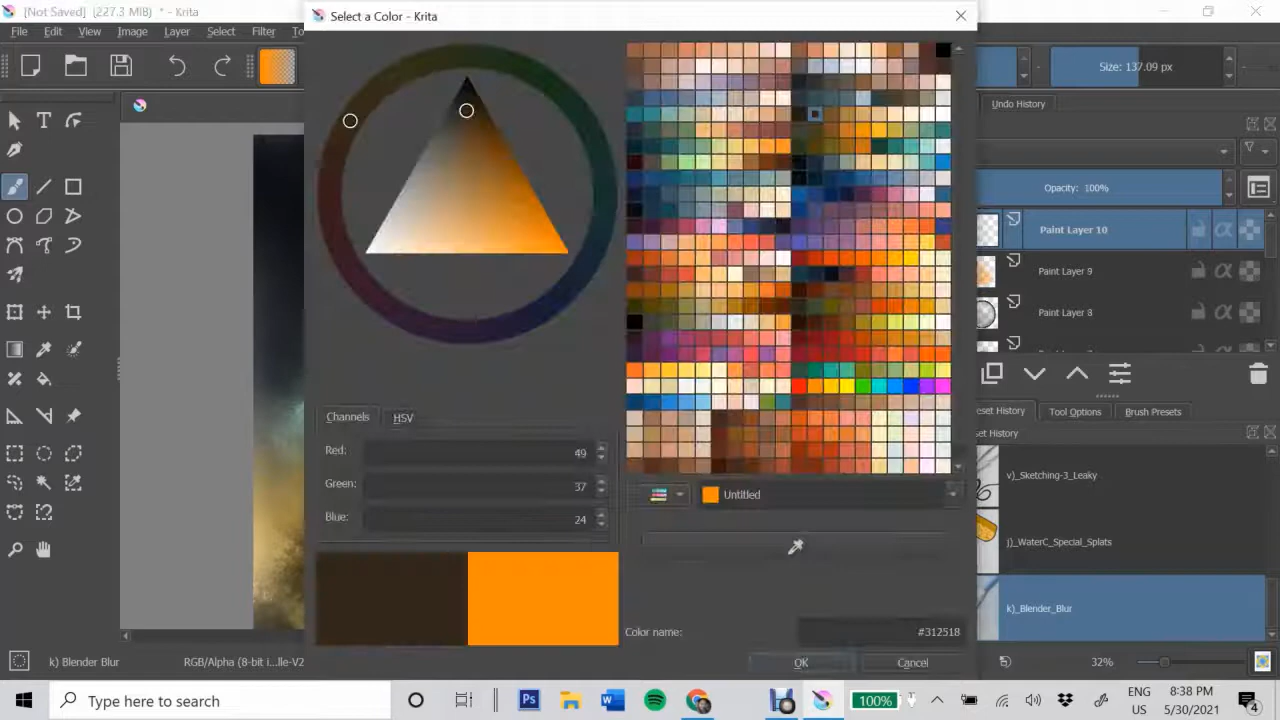 [Not Saved] (227.3 MiB) * - Krita
Select a Color - Krita
File Edit View Image Layer Select Filter
Size: 137.09 px
Undo History
Opacity: 100%
Paint Layer 10
Paint Layer 9
Paint Layer 8
Channels HSV
Tool Options Brush Presets
Red: 49
Green: 37
Blue: 24
Untitled
v)_Sketching-3_Leaky
j)_WaterC_Special_Splats
k)_Blender_Blur
Color name: #312518
OK Cancel
k) Blender Blur
RGB/Alpha (8-bit i...lle-V2
32%
Type here to search
Ps
W
100%
ENG
US
8:38 PM
5/30/2021
4